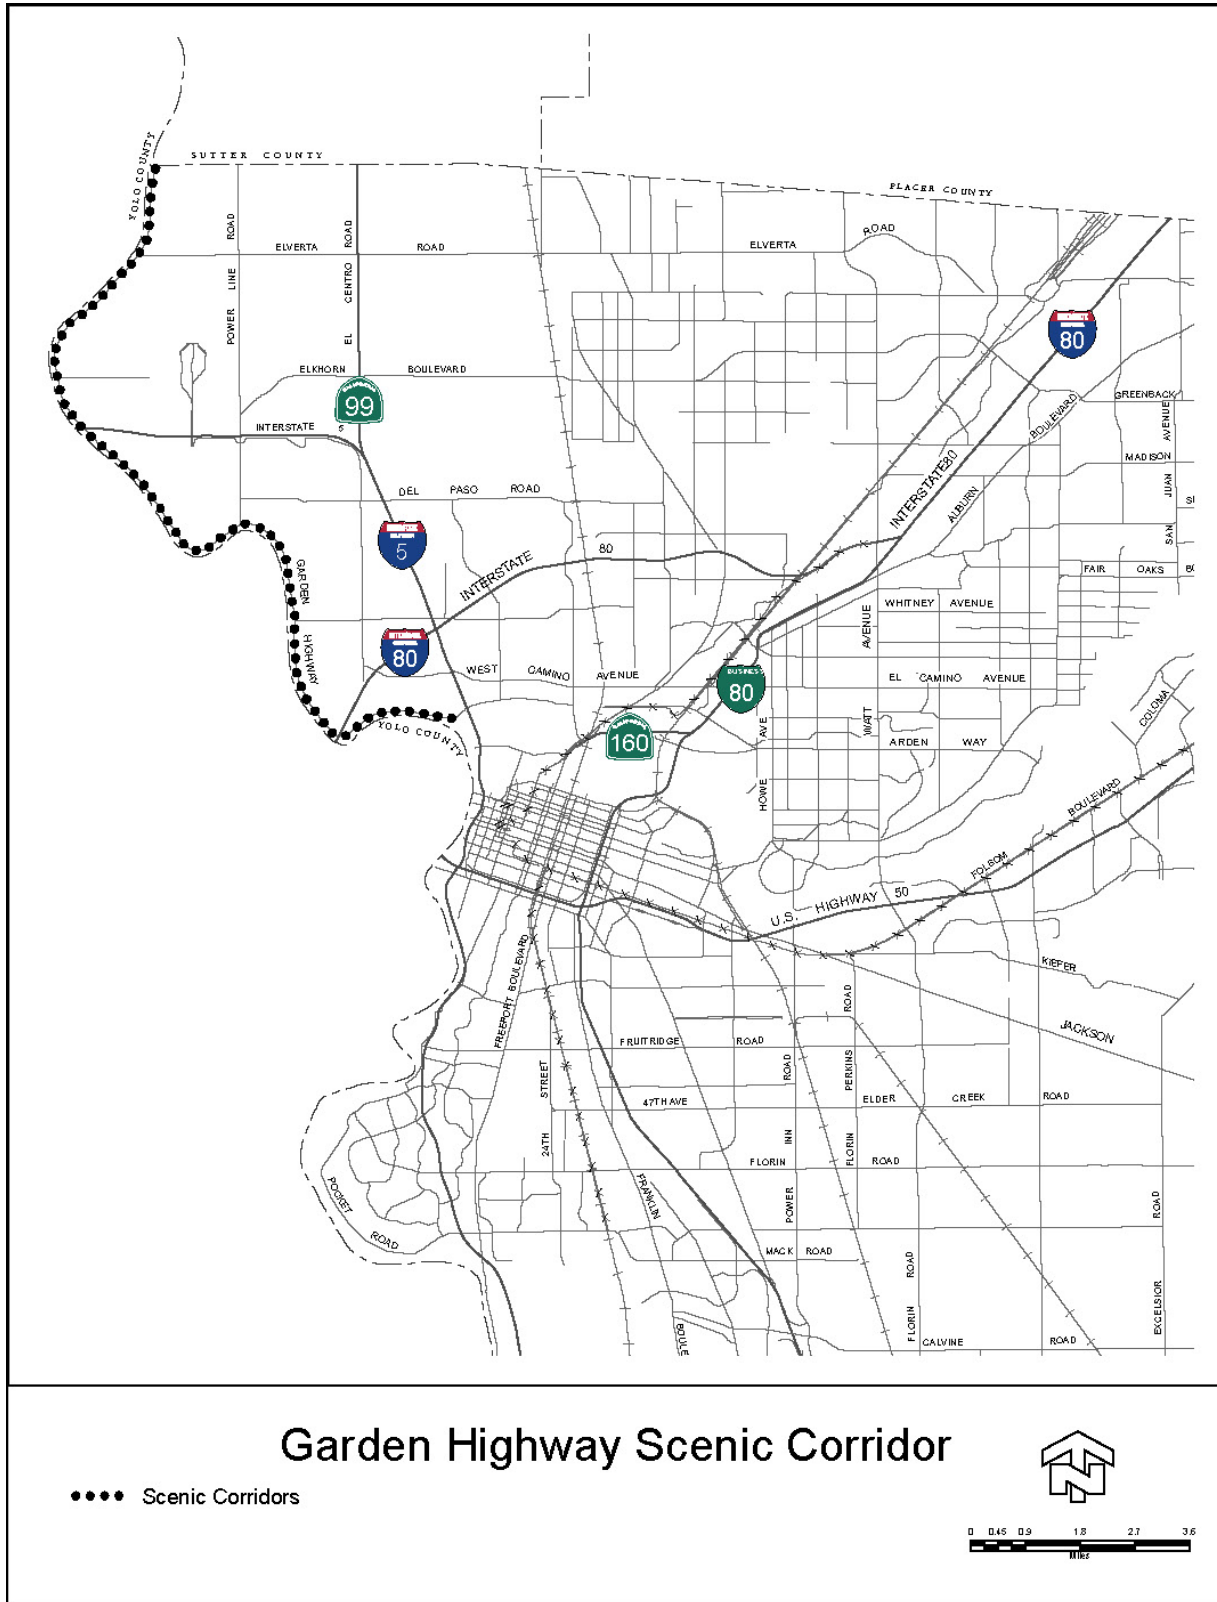 YOLO COUNTY
SUTTER COUNTY
PLACER COUNTY
POWER LINE ROAD
EL CENTRO ROAD
ELVERTA ROAD
ELVERTA ROAD
80
ELKHORN BOULEVARD
99
GREENBACK
INTERSTATE 5
BOULEVARD
AUBURN
SAN JUAN AVENUE
MADISON
INTERSTATE80
DEL PASO ROAD
5
INTERSTATE 80
FAIR OAKS
GARDEN HIGHWAY
WHITNEY AVENUE
80
WEST CAMINO AVENUE
BUSINESS
80
WATT AVENUE
EL CAMINO AVENUE
COLOMA
YOLO COUNTY
160
HOWE AVE
ARDEN WAY
FOLSOM BOULEVARD
U.S. HIGHWAY 50
FREEPORT BOULEVARD
KIEFER
JACKSON
FRUITRIDGE ROAD
24TH STREET
47TH AVE
ELDER CREEK ROAD
POWER INN ROAD
FLORIN PERKINS ROAD
FLORIN ROAD
FRANKLIN
BOULE
POCKET ROAD
MACK ROAD
FLORIN ROAD
EXCELSIOR ROAD
CALVINE ROAD
Garden Highway Scenic Corridor
Scenic Corridors
N
0 0.45 0.9 1.8 2.7 3.6
Miles